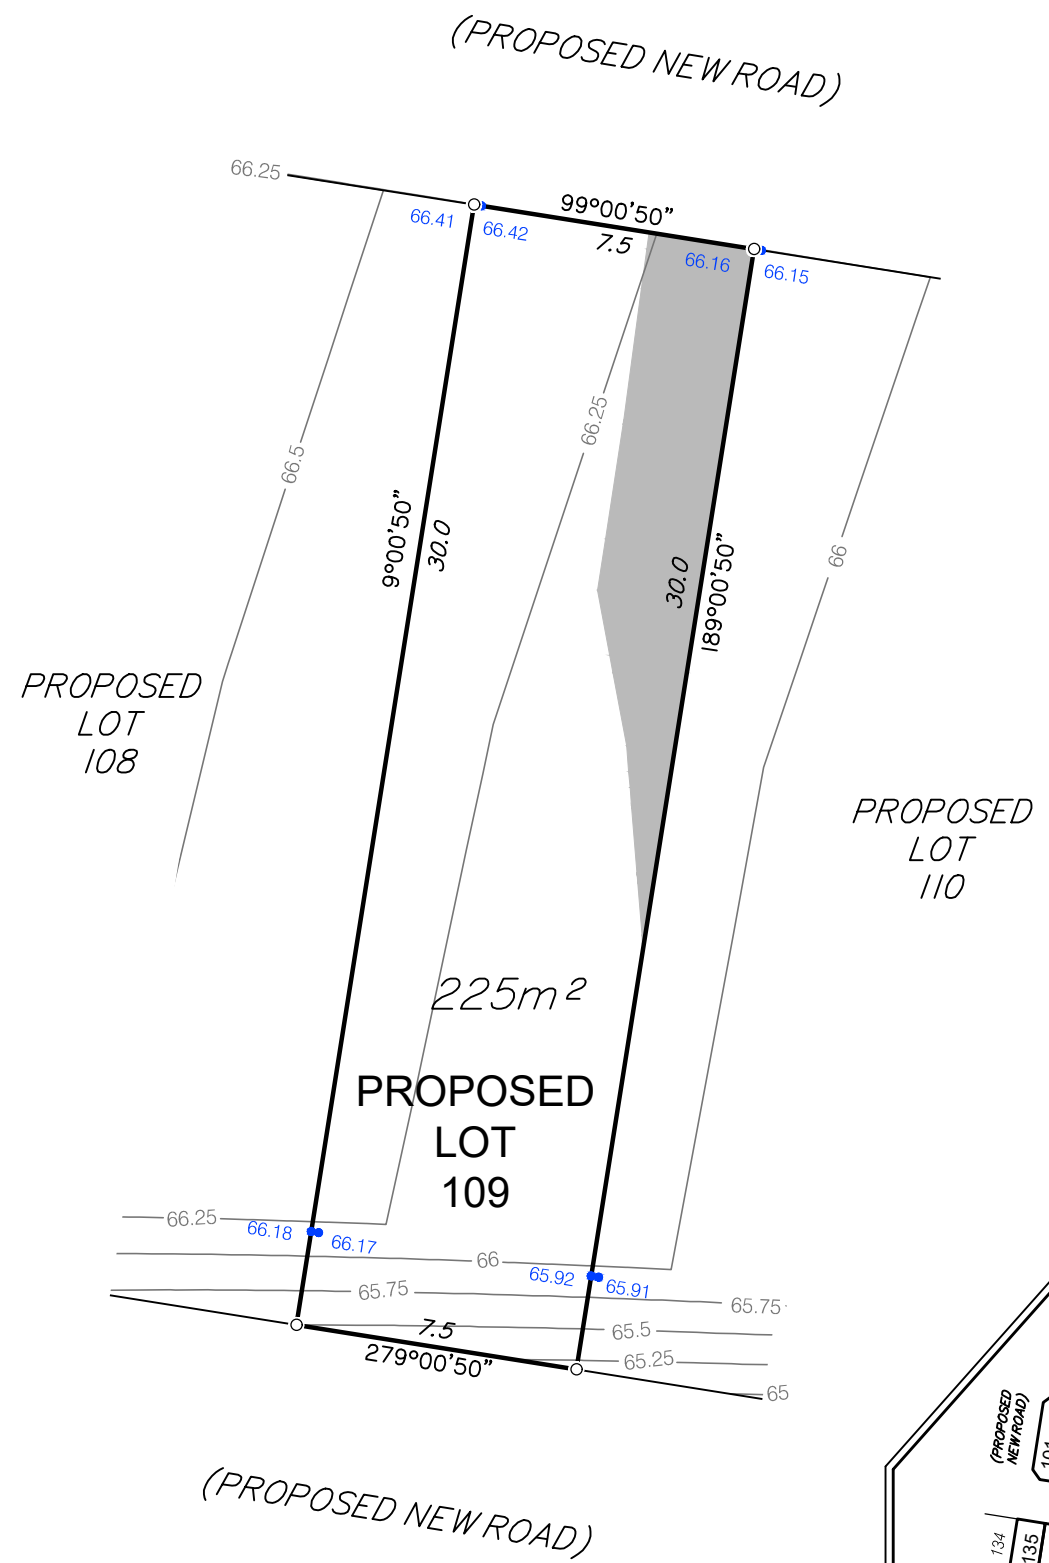 (PROPOSED NEW ROAD)
66.25
99°00'50"
66.41
66.42
7.5
66.16
66.15
66.25
66.5
9°00'50"
30.0
30.0
189°00'50"
66
PROPOSED
LOT
108
PROPOSED
LOT
110
225m²
PROPOSED
LOT
109
66.25
66.18
66.17
66
65.92
65.91
65.75
65.75
7.5
65.5
279°00'50"
65.25
65
(PROPOSED
NEW ROAD)
(PROPOSED NEW ROAD)
134
135